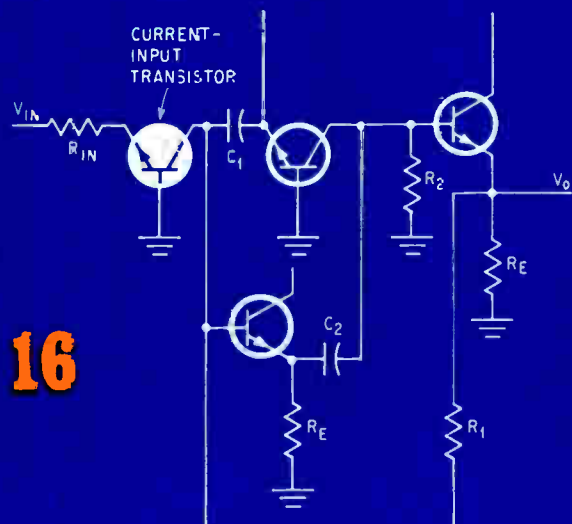 CURRENT-
INPUT
TRANSISTOR
VIN
RIN
C1
R2
Vo
RE
C2
16
RE
R1